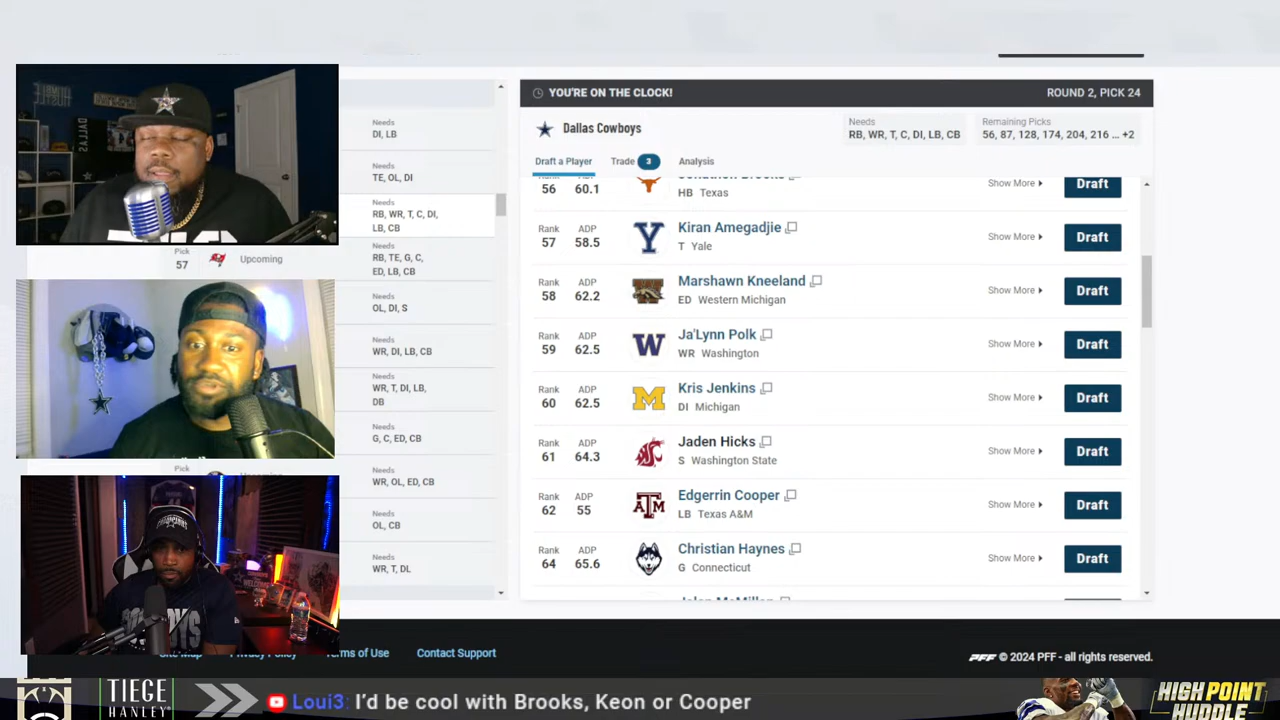 YOU'RE ON THE CLOCK!
ROUND 2, PICK 24
Dallas Cowboys
Needs
RB, WR, T, C, DI, LB, CB
Remaining Picks
56, 87, 128, 174, 204, 216 ... +2
Draft a Player
Trade 3
Analysis
56 60.1
HB Texas
Show More
Draft
Rank 57 ADP 58.5
Kiran Amegadjie
T Yale
Show More
Draft
Rank 58 ADP 62.2
Marshawn Kneeland
ED Western Michigan
Show More
Draft
Rank 59 ADP 62.5
Ja'Lynn Polk
WR Washington
Show More
Draft
Rank 60 ADP 62.5
Kris Jenkins
DI Michigan
Show More
Draft
Rank 61 ADP 64.3
Jaden Hicks
S Washington State
Show More
Draft
Rank 62 ADP 55
Edgerrin Cooper
LB Texas A&M
Show More
Draft
Rank 64 ADP 65.6
Christian Haynes
G Connecticut
Show More
Draft
Needs
DI, LB
Needs
TE, OL, DI
Needs
RB, WR, T, C, DI,
LB, CB
Pick
57
Upcoming
Needs
RB, TE, G, C,
ED, LB, CB
Needs
OL, DI, S
Needs
WR, DI, LB, CB
Needs
WR, T, DI, LB,
DB
Needs
G, C, ED, CB
Pick
Needs
WR, OL, ED, CB
Needs
OL, CB
Needs
WR, T, DL
Terms of Use
Contact Support
PFF © 2024 PFF - all rights reserved.
TIEGE
HANLEY
Loui3: I'd be cool with Brooks, Keon or Cooper
HIGH POINT
HUDDLE